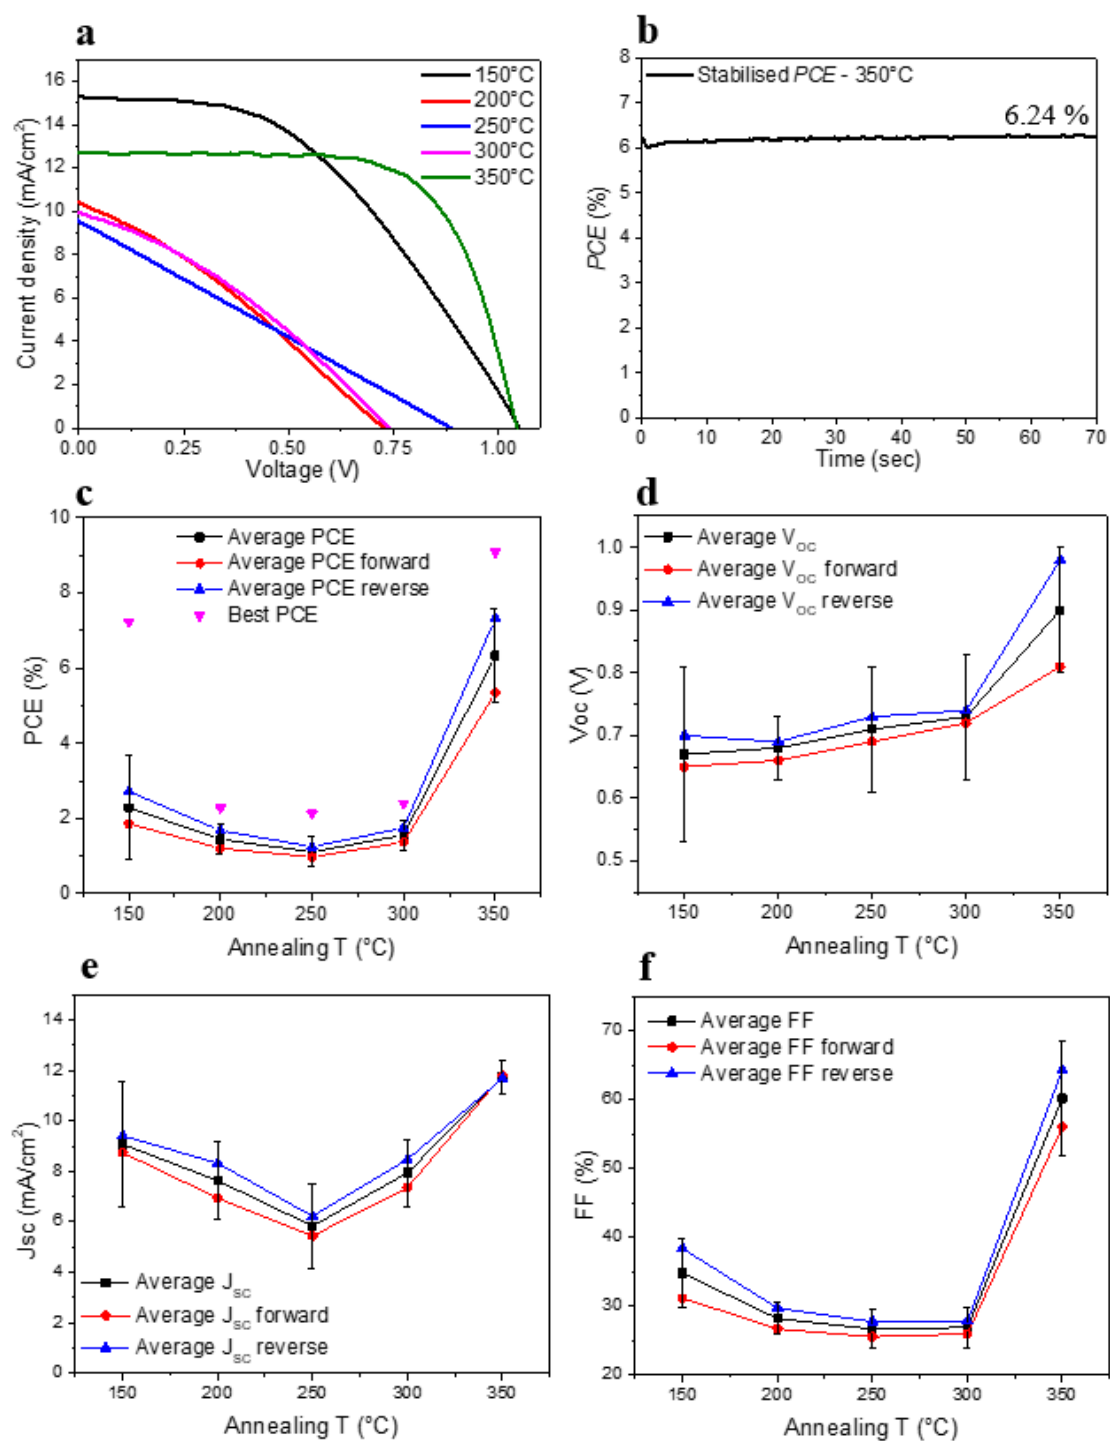 a
16
14
12
10
8
6
4
2
0
Current density (mA/cm²)
150°C
200°C
250°C
300°C
350°C
0.00 0.25 0.50 0.75 1.00
Voltage (V)
b
8
7
6
5
4
3
2
1
0
PCE (%)
Stabilised PCE - 350°C
6.24 %
0 10 20 30 40 50 60 70
Time (sec)
c
10
8
6
4
2
0
PCE (%)
Average PCE
Average PCE forward
Average PCE reverse
Best PCE
150 200 250 300 350
Annealing T (°C)
d
1.0
0.9
0.8
0.7
0.6
0.5
Voc (V)
Average VOC
Average VOC forward
Average VOC reverse
150 200 250 300 350
Annealing T (°C)
e
14
12
10
8
6
4
2
0
Jsc (mA/cm²)
Average JSC
Average JSC forward
Average JSC reverse
150 200 250 300 350
Annealing T (°C)
f
70
60
50
40
30
20
FF (%)
Average FF
Average FF forward
Average FF reverse
150 200 250 300 350
Annealing T (°C)